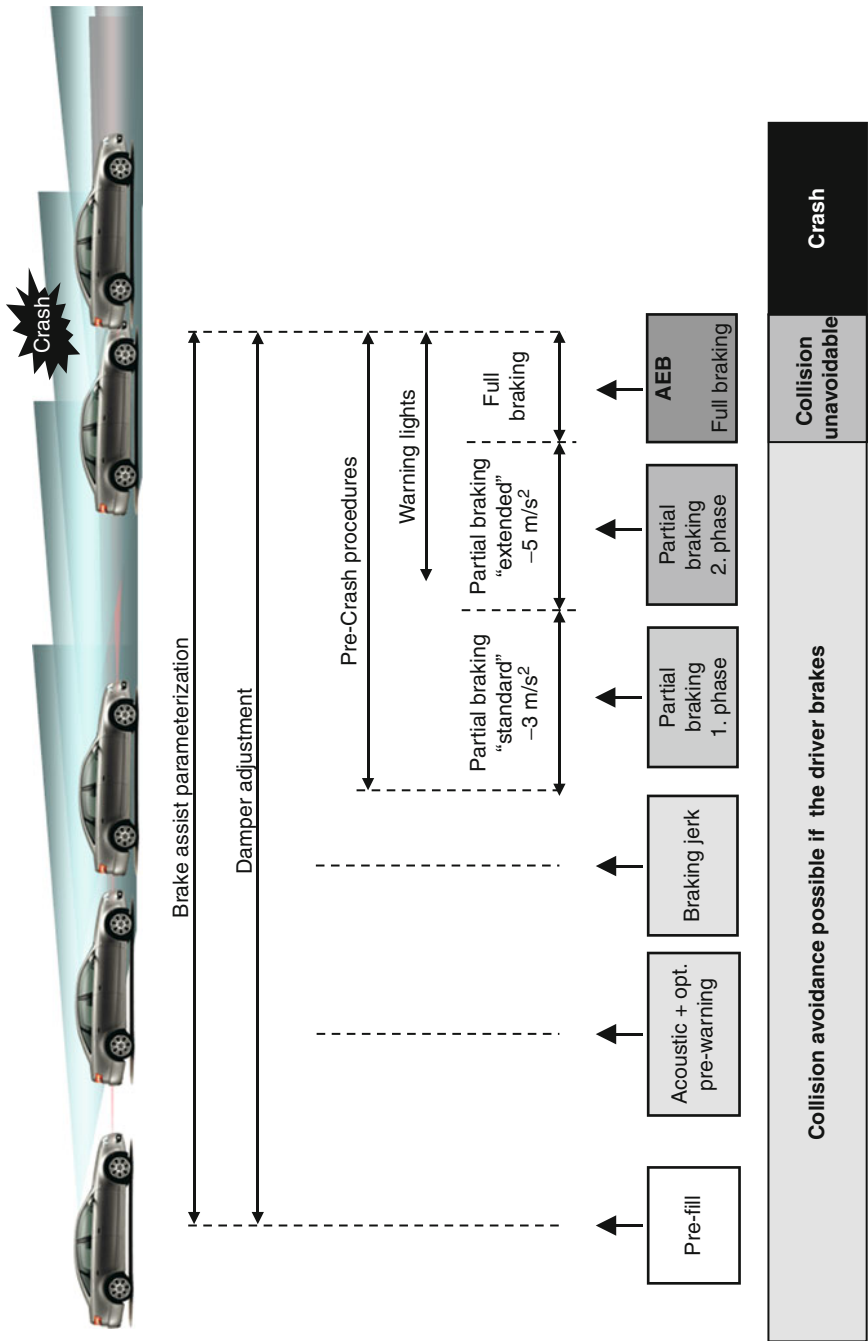 Crash
Brake assist parameterization
Damper adjustment
Pre-Crash procedures
Warning lights
Partial braking
“standard”
–3 m/s²
Partial braking
“extended”
–5 m/s²
Full
braking
Pre-fill
Acoustic + opt.
pre-warning
Braking jerk
Partial
braking
1. phase
Partial
braking
2. phase
AEB
Full braking
Collision avoidance possible if the driver brakes
Collision
unavoidable
Crash